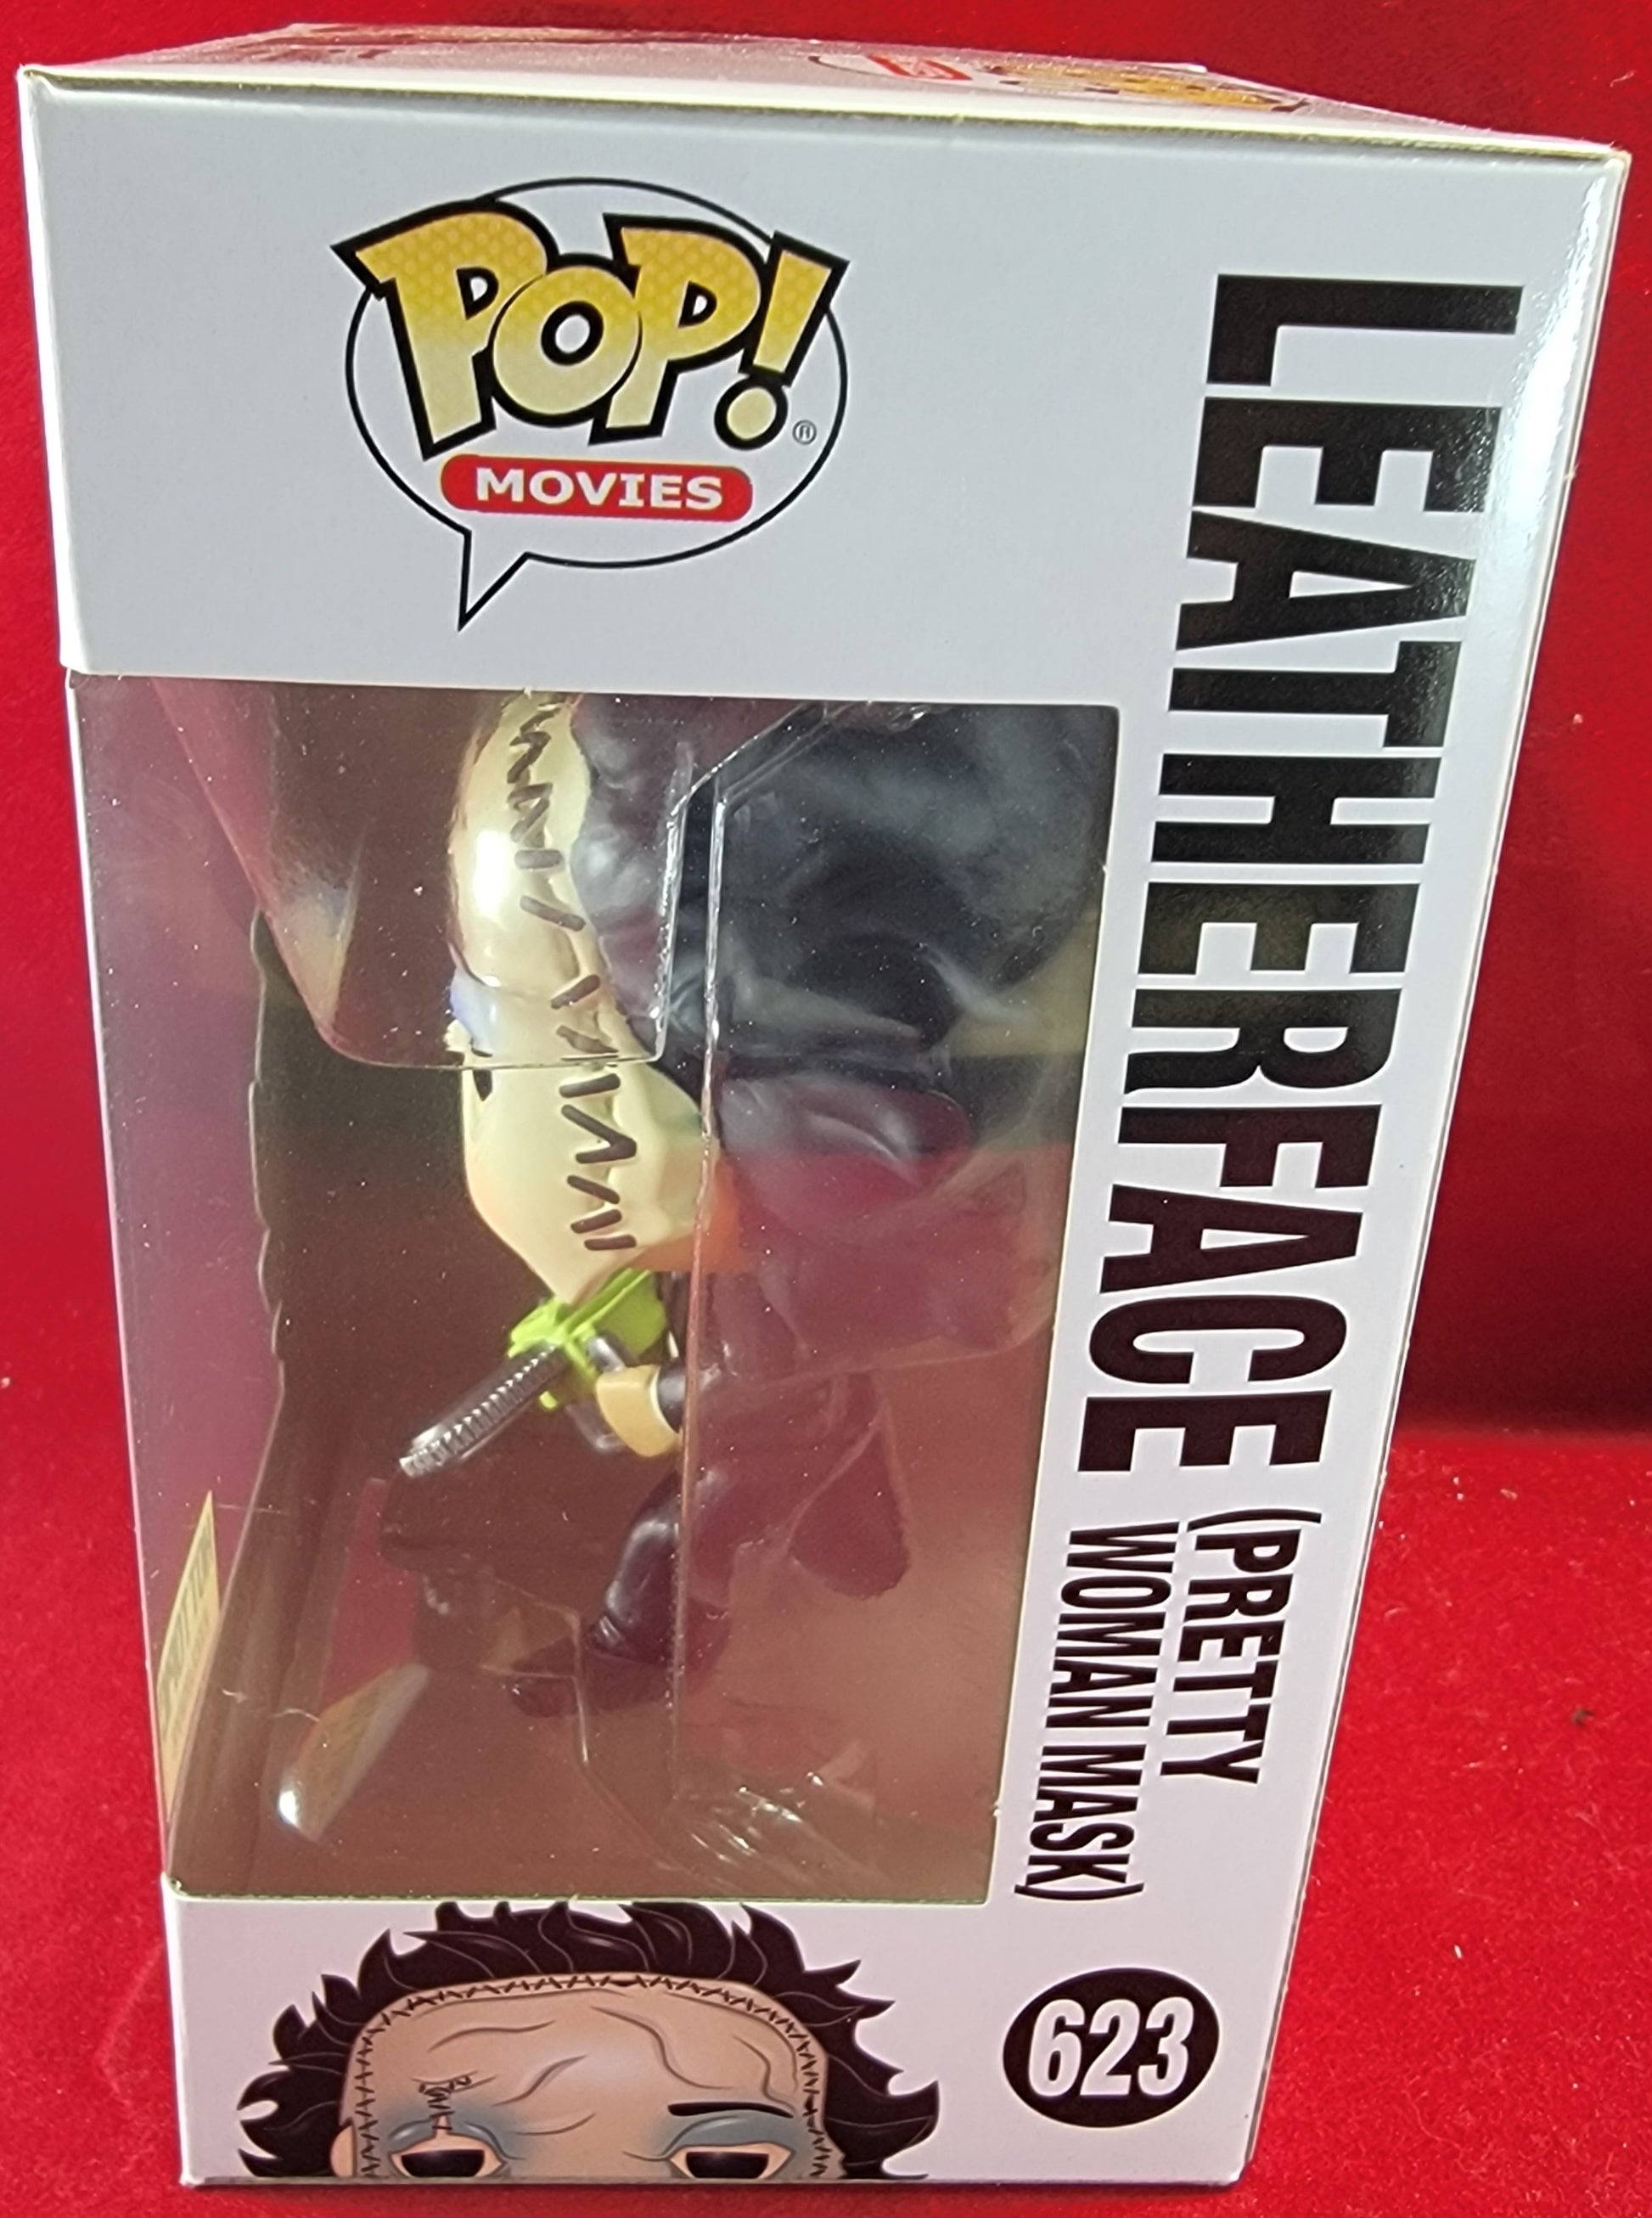 POP!
®
MOVIES
LEATHERFACE (PRETTY
WOMAN MASK)
623